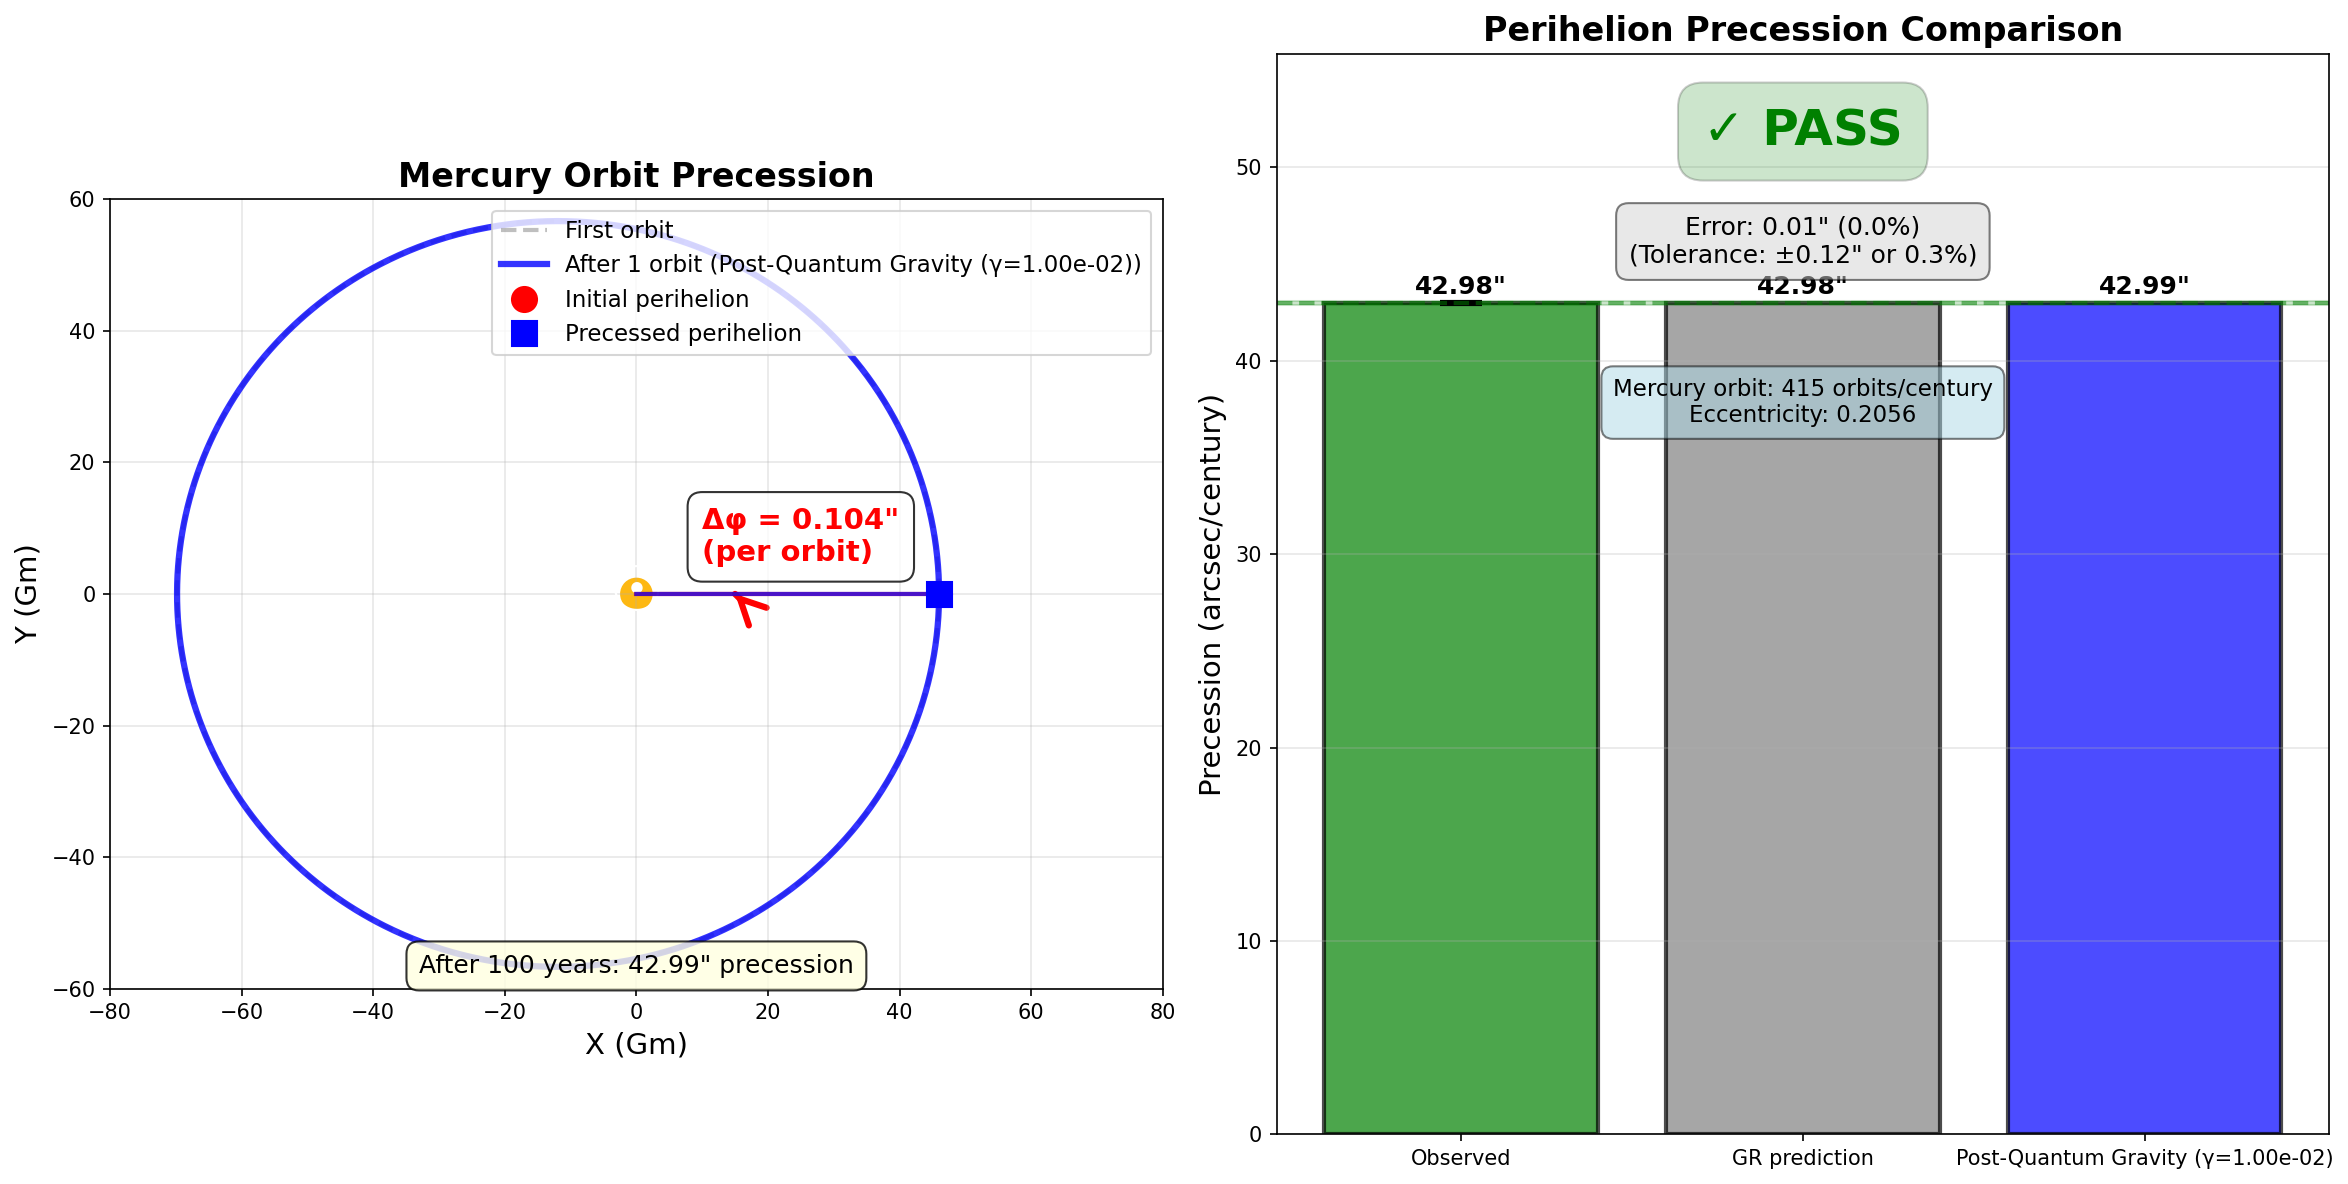 Mercury Orbit Precession
First orbit
After 1 orbit (Post-Quantum Gravity (γ=1.00e-02))
Initial perihelion
Precessed perihelion
Δφ = 0.104"
(per orbit)
After 100 years: 42.99" precession
60
40
20
0
−20
−40
−60
Y (Gm)
−80
−60
−40
−20
0
20
40
60
80
X (Gm)
Perihelion Precession Comparison
✓ PASS
Error: 0.01" (0.0%)
(Tolerance: ±0.12" or 0.3%)
42.98"
42.98"
42.99"
Mercury orbit: 415 orbits/century
Eccentricity: 0.2056
50
40
30
20
10
0
Precession (arcsec/century)
Observed
GR prediction
Post-Quantum Gravity (γ=1.00e-02)